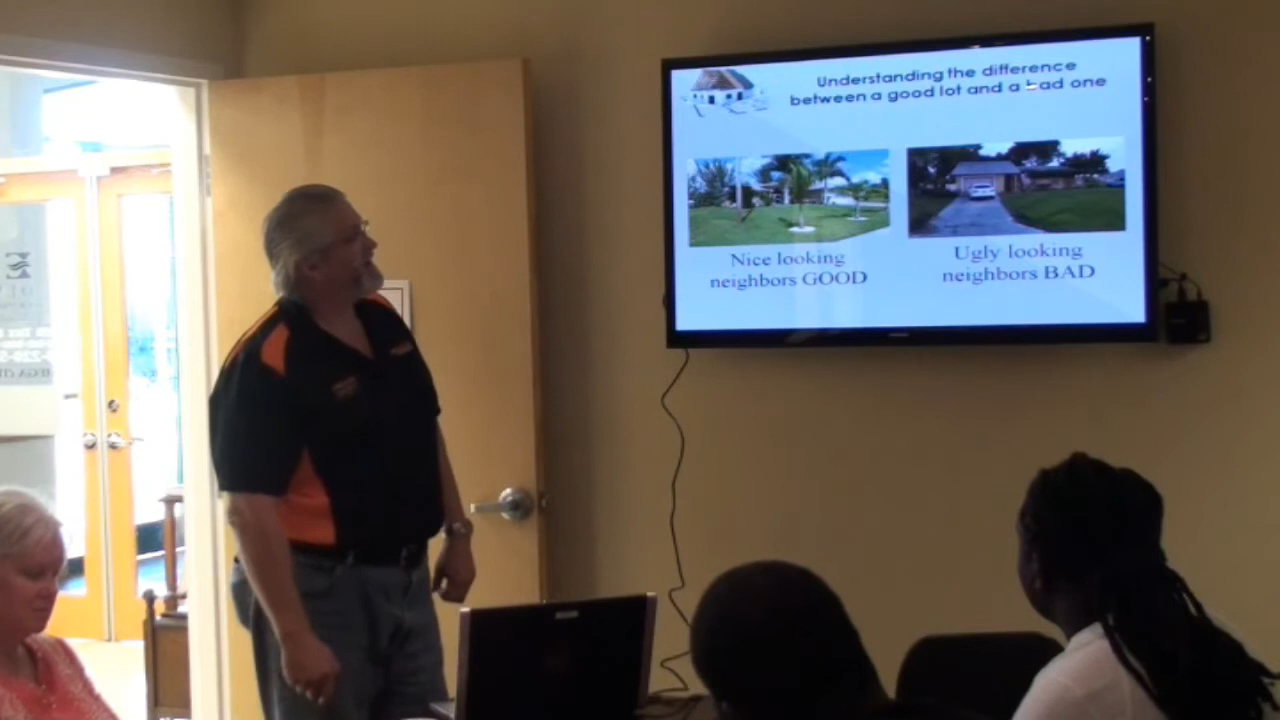 Understanding the difference
between a good lot and a bad one
Nice looking
neighbors GOOD
Ugly looking
neighbors BAD